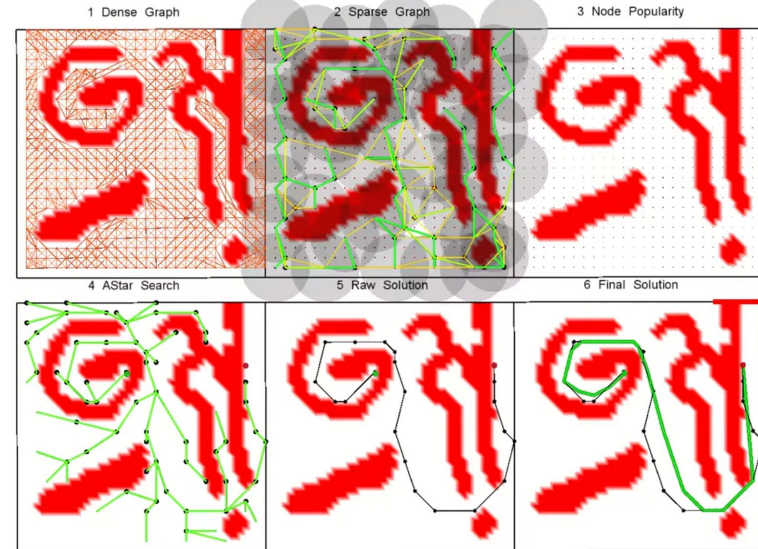 1 Dense Graph
2 Sparse Graph
3 Node Popularity
4 AStar Search
5 Raw Solution
6 Final Solution